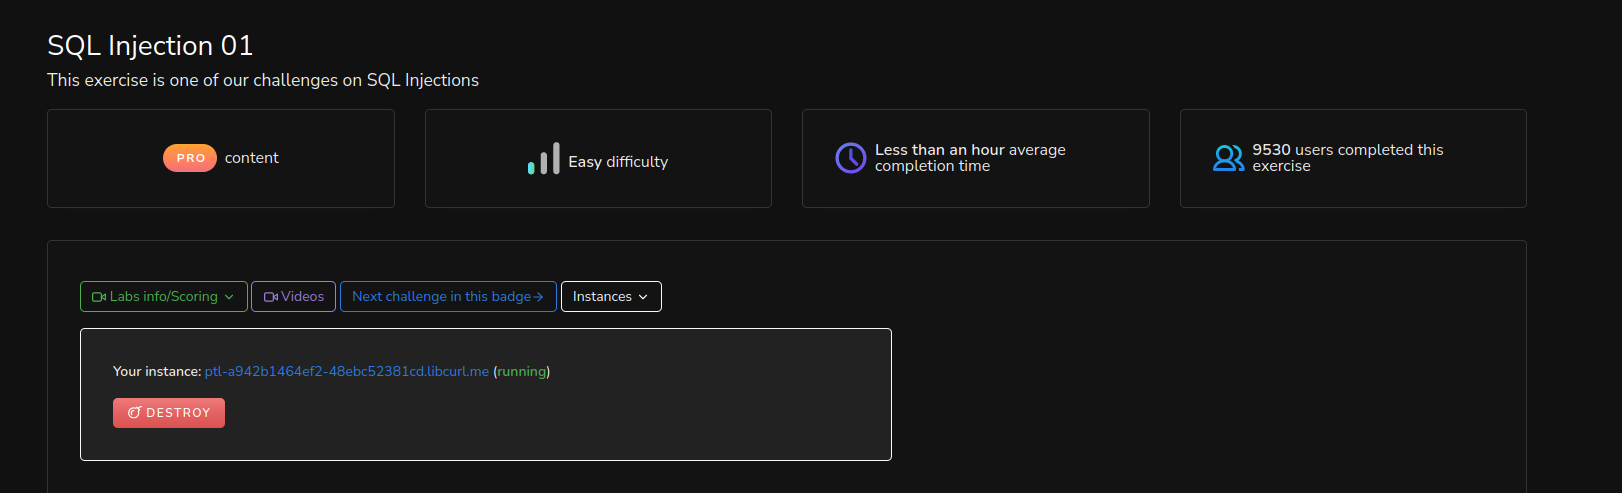 SQL Injection 01
This exercise is one of our challenges on SQL Injections
PRO content
Easy difficulty
Less than an hour average
completion time
9530 users completed this
exercise
Labs info/Scoring
Videos
Next challenge in this badge
Instances
Your instance: ptl-a942b1464ef2-48ebc52381cd.libcurl.me (running)
DESTROY